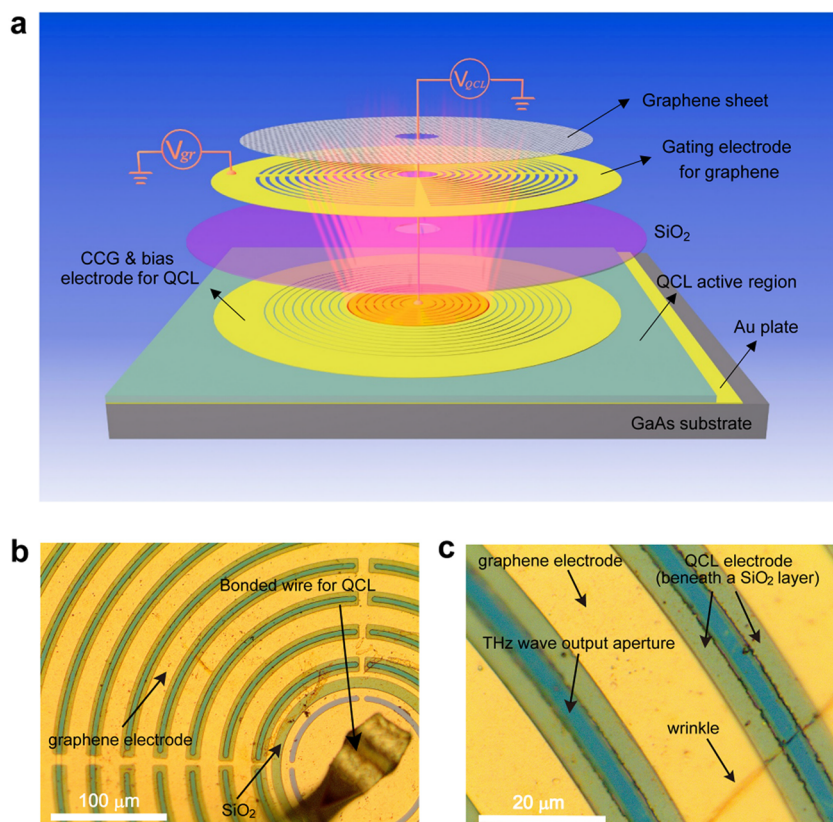 a
V_QCL
Graphene sheet
V_gr
Gating electrode
for graphene
SiO₂
CCG & bias
electrode for QCL
QCL active region
Au plate
GaAs substrate
b
Bonded wire for QCL
graphene electrode
SiO₂
100 μm
c
graphene electrode
QCL electrode
(beneath a SiO₂ layer)
THz wave output aperture
wrinkle
20 μm